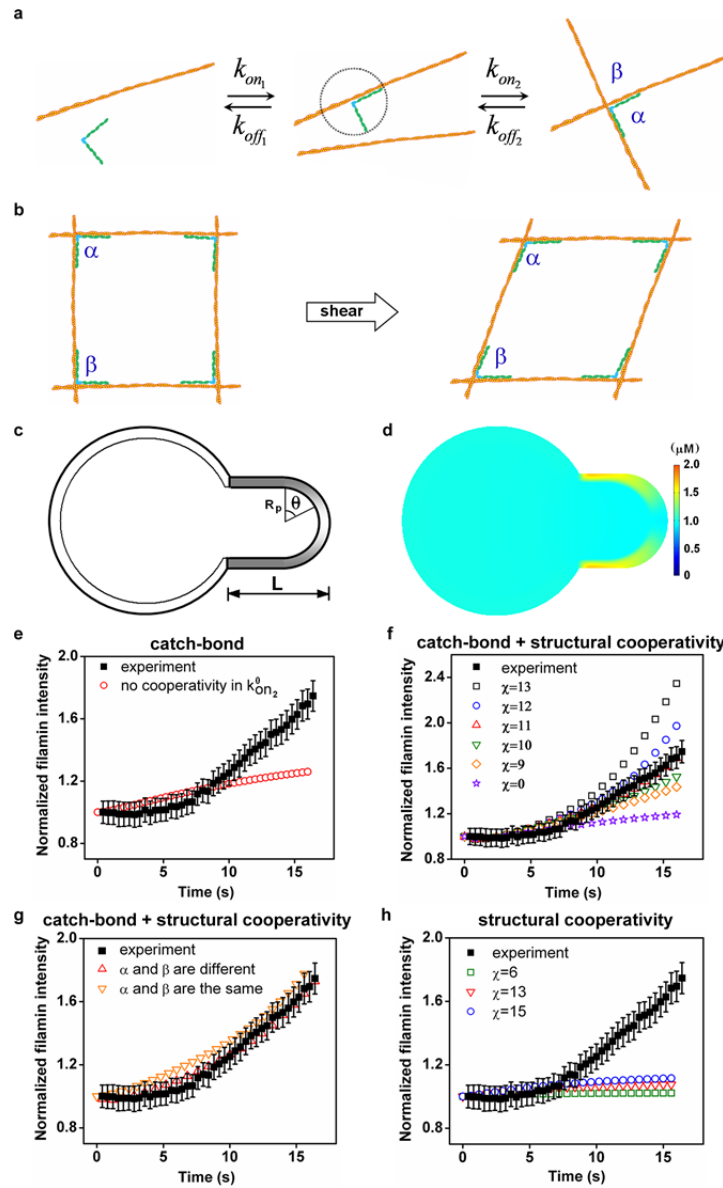 a
k_on1
k_off1
k_on2
k_off2
β
α
b
α
β
shear
α
β
c
R_p
θ
L
d
(μM)
2.0
1.5
1.0
0.5
0
e
catch-bond
2.0
1.6
1.2
0.8
Normalized filamin intensity
experiment
no cooperativity in k^0_on2
0
5
10
15
Time (s)
f
catch-bond + structural cooperativity
2.4
2.0
1.6
1.2
0.8
Normalized filamin intensity
experiment
χ=13
χ=12
χ=11
χ=10
χ=9
χ=0
0
5
10
15
Time (s)
g
catch-bond + structural cooperativity
2.0
1.6
1.2
0.8
Normalized filamin intensity
experiment
α and β are different
α and β are the same
0
5
10
15
Time (s)
h
structural cooperativity
2.0
1.6
1.2
0.8
Normalized filamin intensity
experiment
χ=6
χ=13
χ=15
0
5
10
15
Time (s)